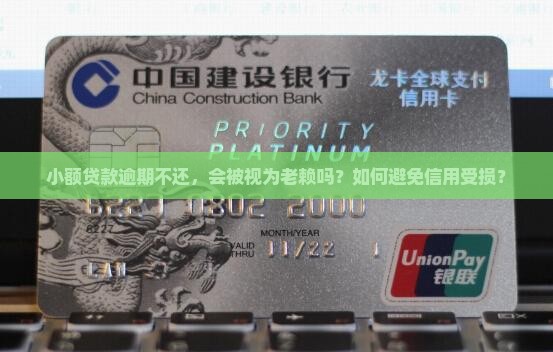 中国建设银行
China Construction Bank
龙卡全球支付
信用卡
PRIORITY
PLATINUM
小额贷款逾期不还，会被视为老赖吗？如何避免信用受损？
6227
MONTH/YEAR
VALID
THRU
11/22
UnionPay
银联